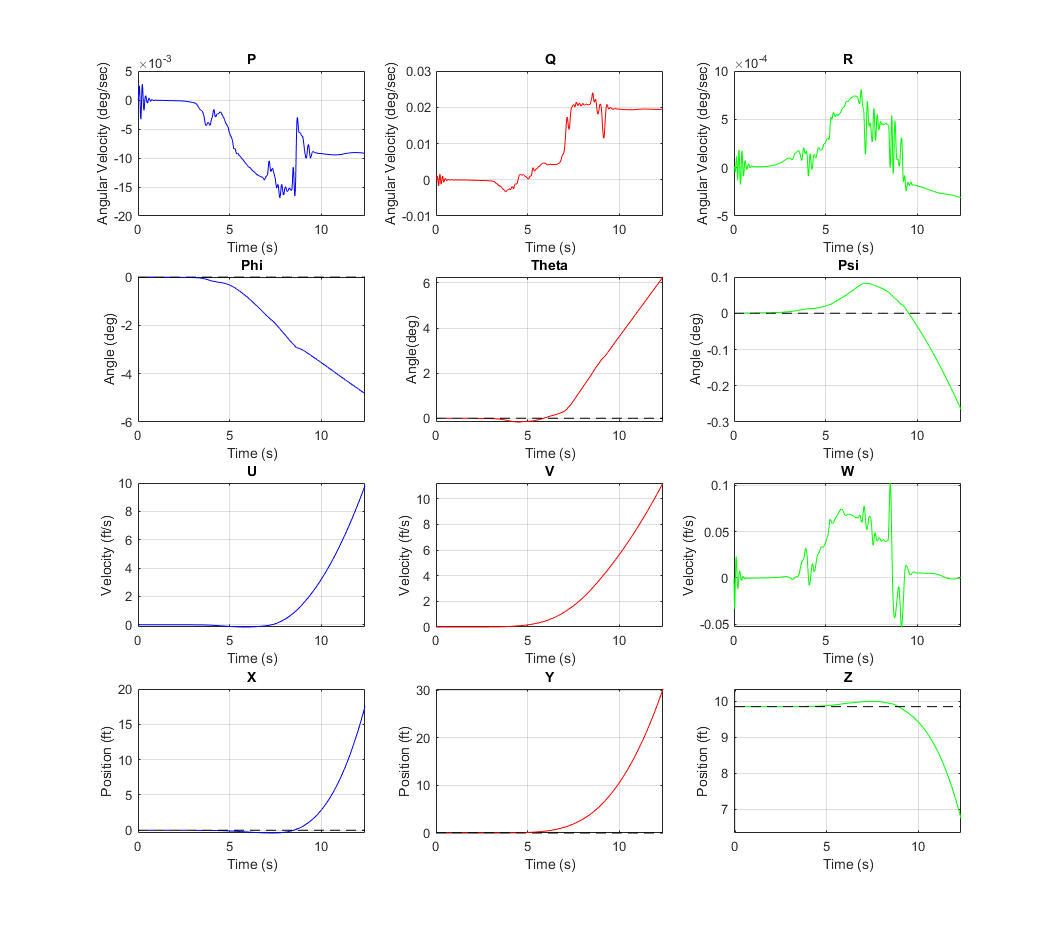 P
×10⁻³
Angular Velocity (deg/sec)
5
0
-5
-10
-15
-20
0 5 10
Time (s)
Q
Angular Velocity (deg/sec)
0.03
0.02
0.01
0
-0.01
0 5 10
Time (s)
R
×10⁻⁴
Angular Velocity (deg/sec)
10
5
0
-5
0 5 10
Time (s)
Phi
Angle (deg)
0
-2
-4
-6
0 5 10
Time (s)
Theta
Angle(deg)
6
4
2
0
0 5 10
Time (s)
Psi
Angle (deg)
0.1
0
-0.1
-0.2
-0.3
0 5 10
Time (s)
U
Velocity (ft/s)
10
8
6
4
2
0
0 5 10
Time (s)
V
Velocity (ft/s)
10
8
6
4
2
0
0 5 10
Time (s)
W
Velocity (ft/s)
0.1
0.05
0
-0.05
0 5 10
Time (s)
X
Position (ft)
20
15
10
5
0
0 5 10
Time (s)
Y
Position (ft)
30
20
10
0
0 5 10
Time (s)
Z
Position (ft)
10
9
8
7
0 5 10
Time (s)